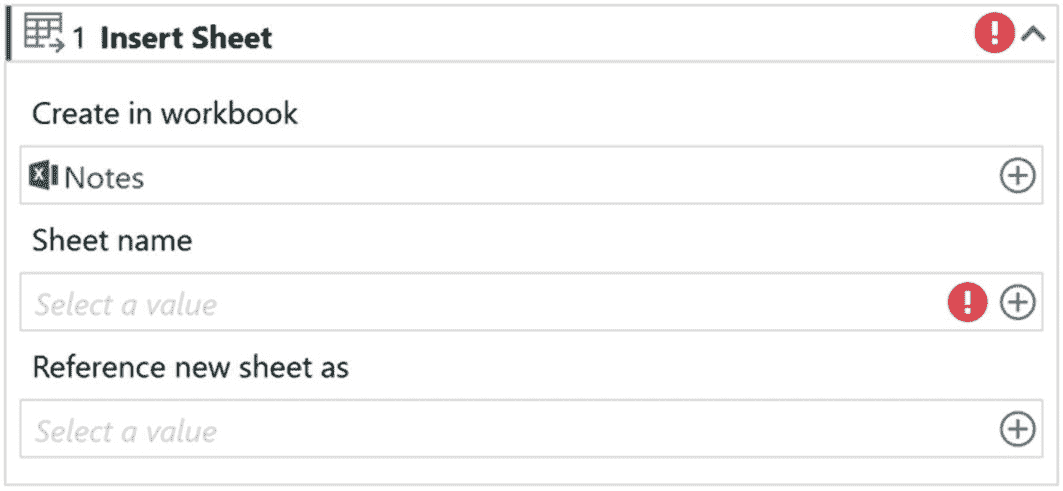 1 Insert Sheet
Create in workbook
Notes
Sheet name
Select a value
Reference new sheet as
Select a value